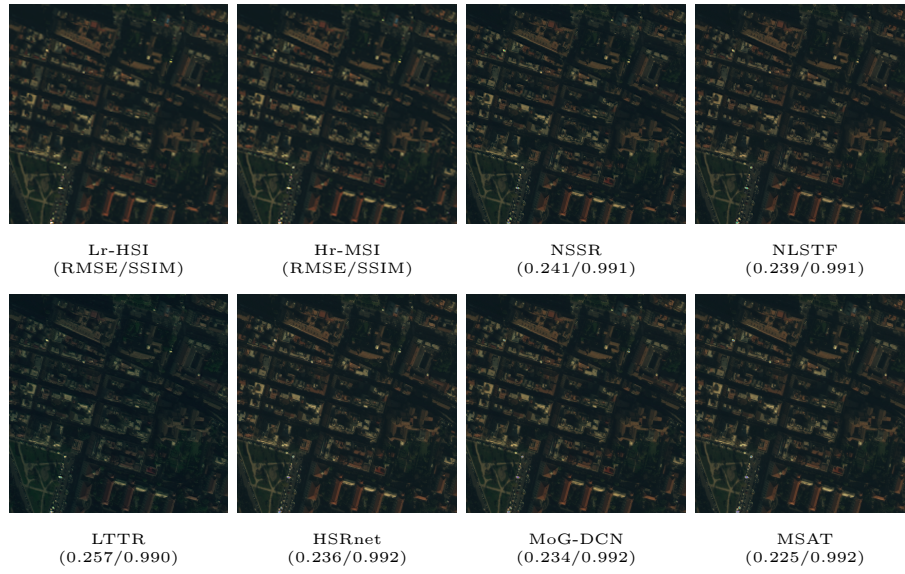 Lr-HSI
(RMSE/SSIM)
Hr-MSI
(RMSE/SSIM)
NSSR
(0.241/0.991)
NLSTF
(0.239/0.991)
LTTR
(0.257/0.990)
HSRnet
(0.236/0.992)
MoG-DCN
(0.234/0.992)
MSAT
(0.225/0.992)